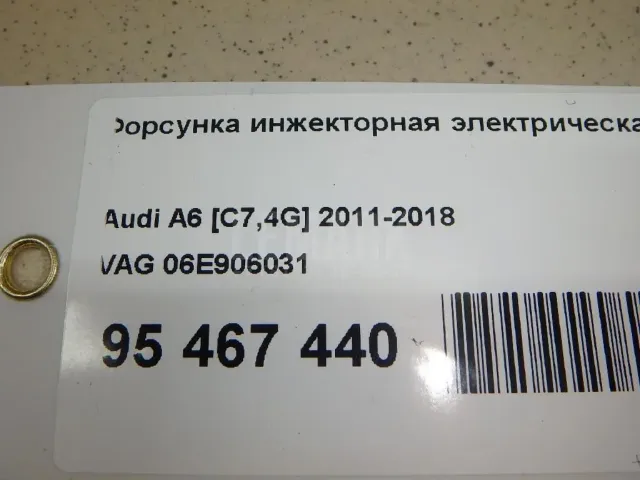 Форсунка инжекторная электрическа
Audi A6 [C7,4G] 2011-2018
VAG 06E906031
95 467 440